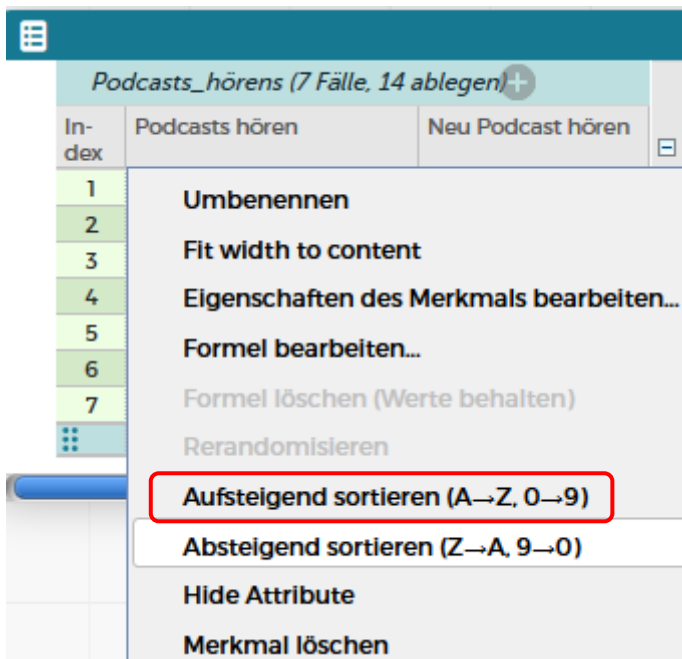 Podcasts_hörens (7 Fälle, 14 ablegen)
In-
dex
Podcasts hören
Neu Podcast hören
1
2
3
4
5
6
7
Umbenennen
Fit width to content
Eigenschaften des Merkmals bearbeiten...
Formel bearbeiten...
Formel löschen (Werte behalten)
Rerandomisieren
Aufsteigend sortieren (A→Z, 0→9)
Absteigend sortieren (Z→A, 9→0)
Hide Attribute
Merkmal löschen